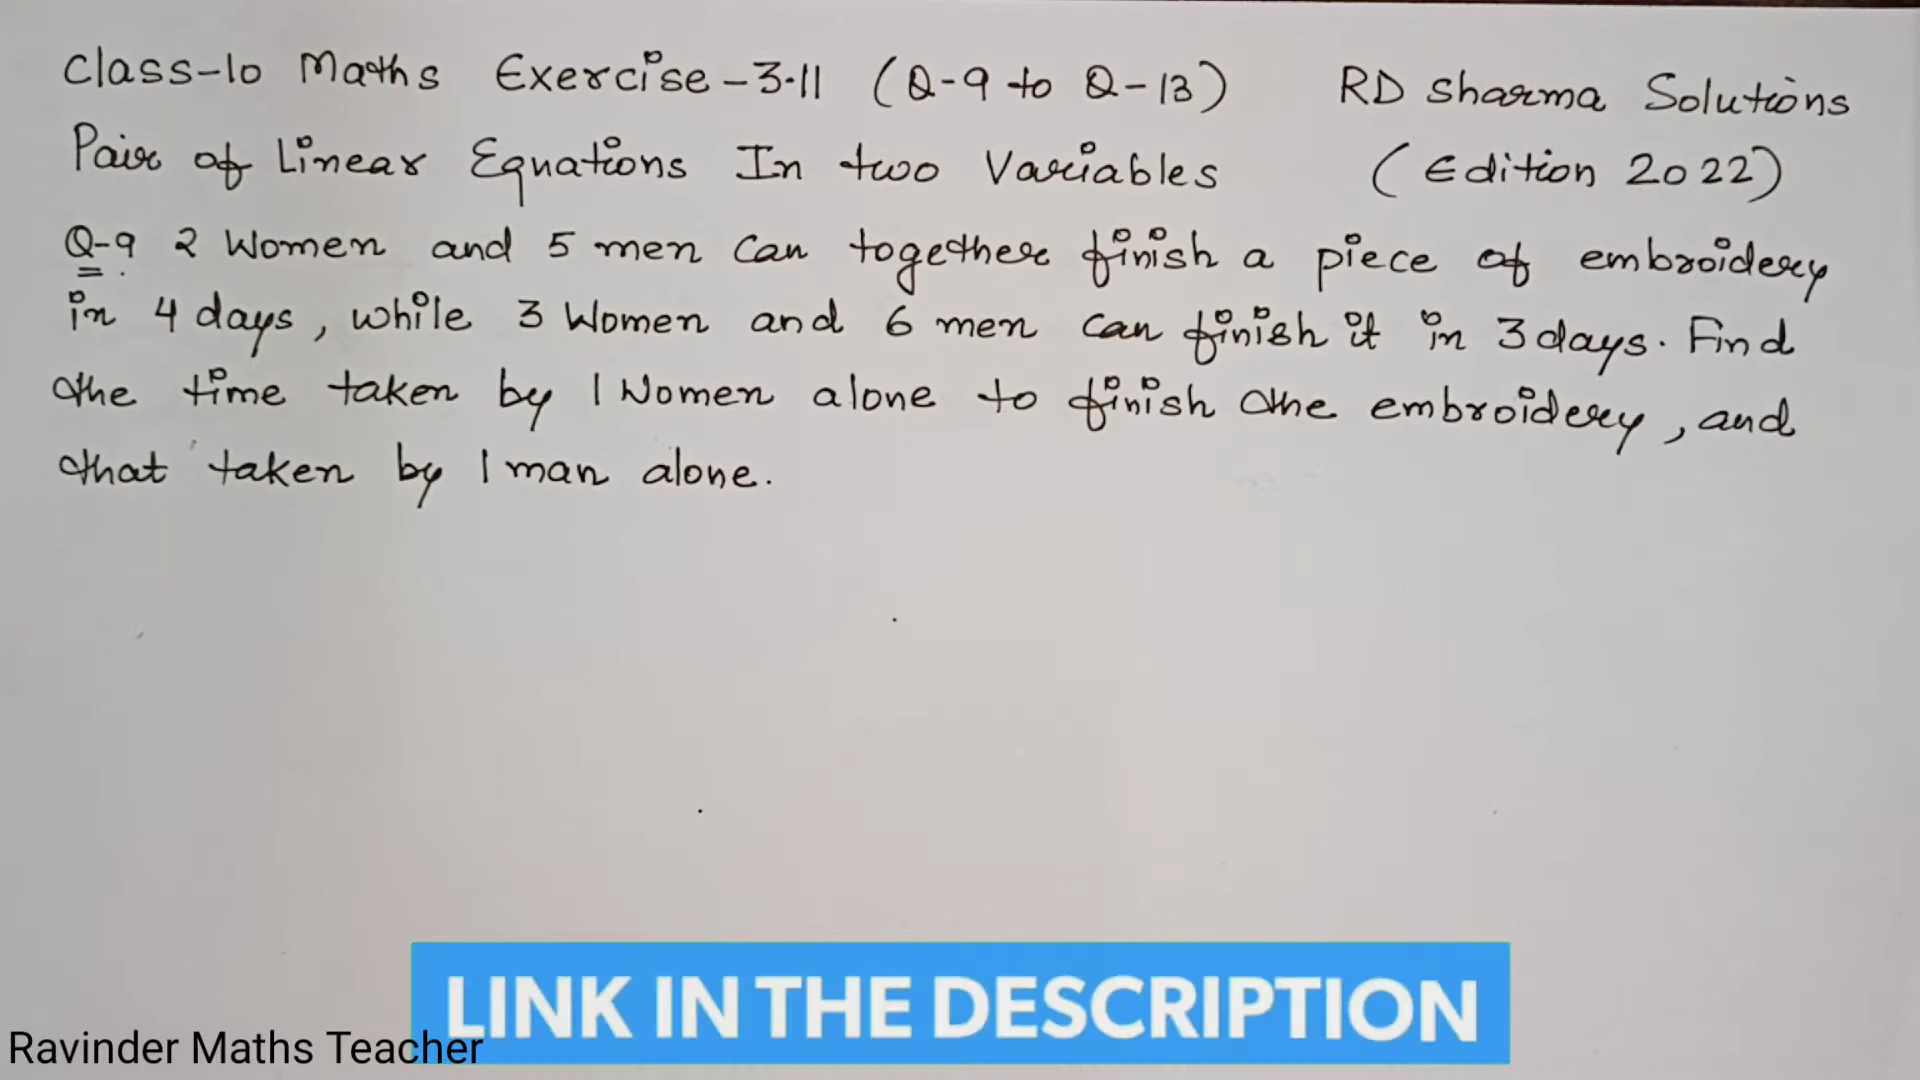 Class-10 Maths Exercise-3.11 (Q-9 to Q-13) RD Sharma Solutions
Pair of Linear Equations In two Variables (Edition 2022)
Q-9 2 Women and 5 men can together finish a piece of embroidery
in 4 days, while 3 Women and 6 men can finish it in 3 days. Find
the time taken by 1 Women alone to finish the embroidery, and
that taken by 1 man alone.
LINK IN THE DESCRIPTION
Ravinder Maths Teacher